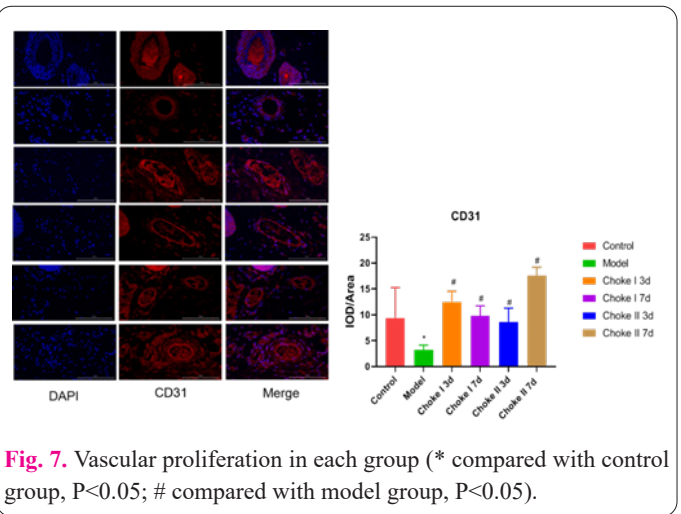 DAPI
CD31
Merge
CD31
IOD/Area
25
20
15
10
5
0
*
#
#
#
#
Control
Model
Choke I 3d
Choke I 7d
Choke II 3d
Choke II 7d
Control
Model
Choke I 3d
Choke I 7d
Choke II 3d
Choke II 7d
Fig. 7. Vascular proliferation in each group (* compared with control
group, P<0.05; # compared with model group, P<0.05).